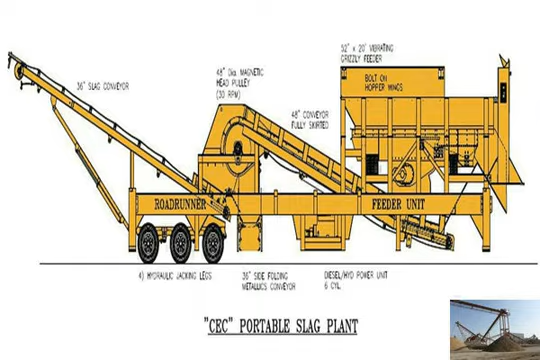 52" x 20' VIBRATING
GRIZZLY FEEDER
48" Dia. MAGNETIC
HEAD PULLEY
(30 RPM)
36" SLAG CONVEYOR
BOLT ON
HOPPER WINGS
48" CONVEYOR
FULLY SKIRTED
ROADRUNNER
FEEDER UNIT
4) HYDRAULIC JACKING LEGS
36" SIDE FOLDING
METALLICS CONVEYOR
DIESEL/HYD POWER UNIT
6 CYL.
"CEC" PORTABLE SLAG PLANT